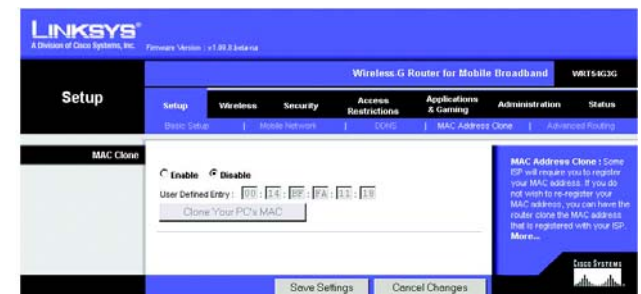 LINKSYS®
A Division of Cisco Systems, Inc.
Firmware Version : v1.00.3
Wireless-G Router for Mobile Broadband WRT54G3G
Setup
Setup Wireless Security Access Restrictions Applications & Gaming Administration Status
Basic Setup | Mobile Network | DDNS | MAC Address Clone | Advanced Routing
MAC Clone
Enable Disable
User Defined Entry : 00 : 14 : BF : FA : 11 :
Clone Your PC's MAC
MAC Address Clone : Some
ISP will require you to register
your MAC address. If you do
not wish to re-register your
MAC address, you can have the
router clone the MAC address
that is registered with your ISP.
More...
CISCO SYSTEMS
Save Settings Cancel Changes